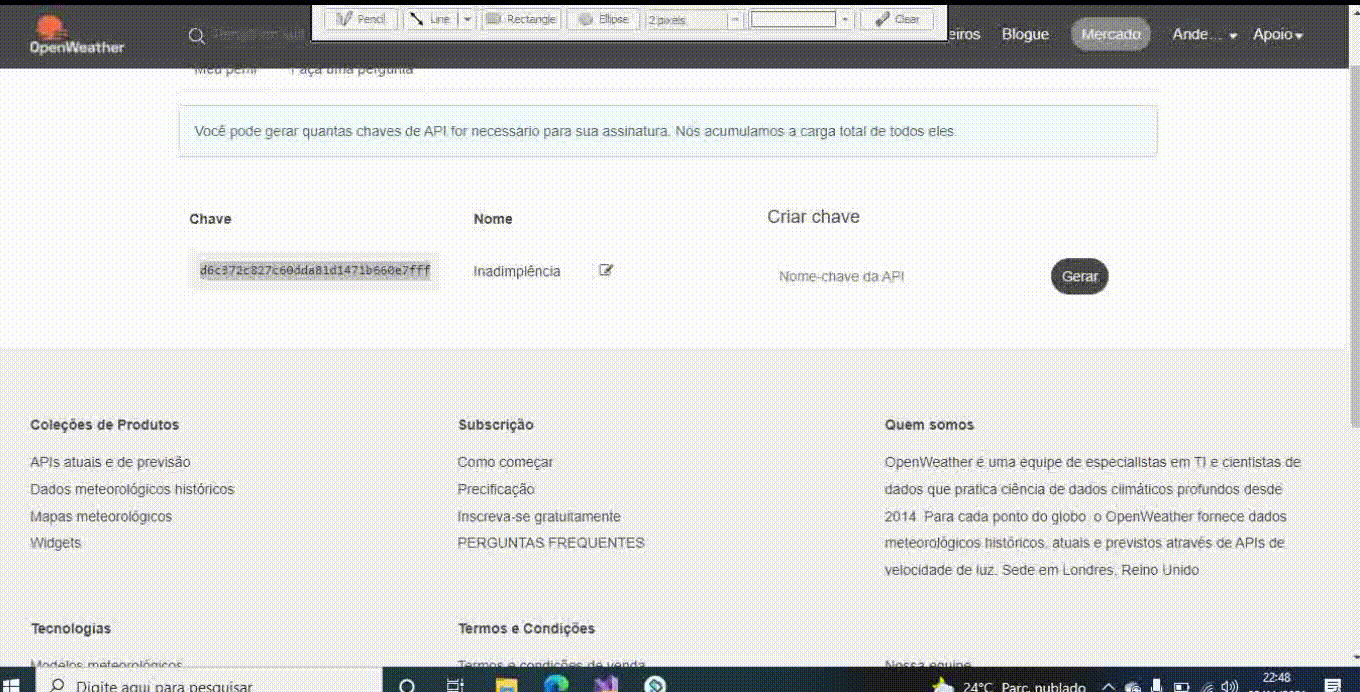 Pencil Line Rectangle Ellipse 2 pixels Clear
OpenWeather
eiros Blogue Mercado Ande... Apoio
Meu perfil Faça uma pergunta
Você pode gerar quantas chaves de API for necessário para sua assinatura. Nós acumulamos a carga total de todos eles.
Chave Nome Criar chave
d6c372c827c60dda81d1471b660e7fff Inadimplência Nome-chave da API Gerar
Coleções de Produtos
APIs atuais e de previsão
Dados meteorológicos históricos
Mapas meteorológicos
Widgets
Subscrição
Como começar
Precificação
Inscreva-se gratuitamente
PERGUNTAS FREQUENTES
Quem somos
OpenWeather é uma equipe de especialistas em TI e cientistas de
dados que pratica ciência de dados climáticos profundos desde
2014. Para cada ponto do globo, o OpenWeather fornece dados
meteorológicos históricos, atuais e previstos através de APIs de
velocidade de luz. Sede em Londres, Reino Unido
Tecnologias
Modelos meteorológicos
Termos e Condições
Termos e condições de venda
Nossa equipe
Digite aqui para pesquisar
24°C Parc. nublado
22:48